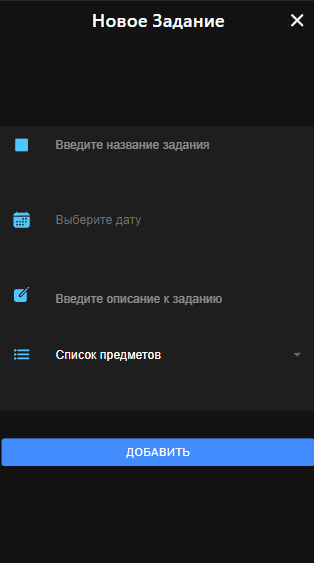 Новое Задание
Введите название задания
Выберите дату
Введите описание к заданию
Список предметов
ДОБАВИТЬ